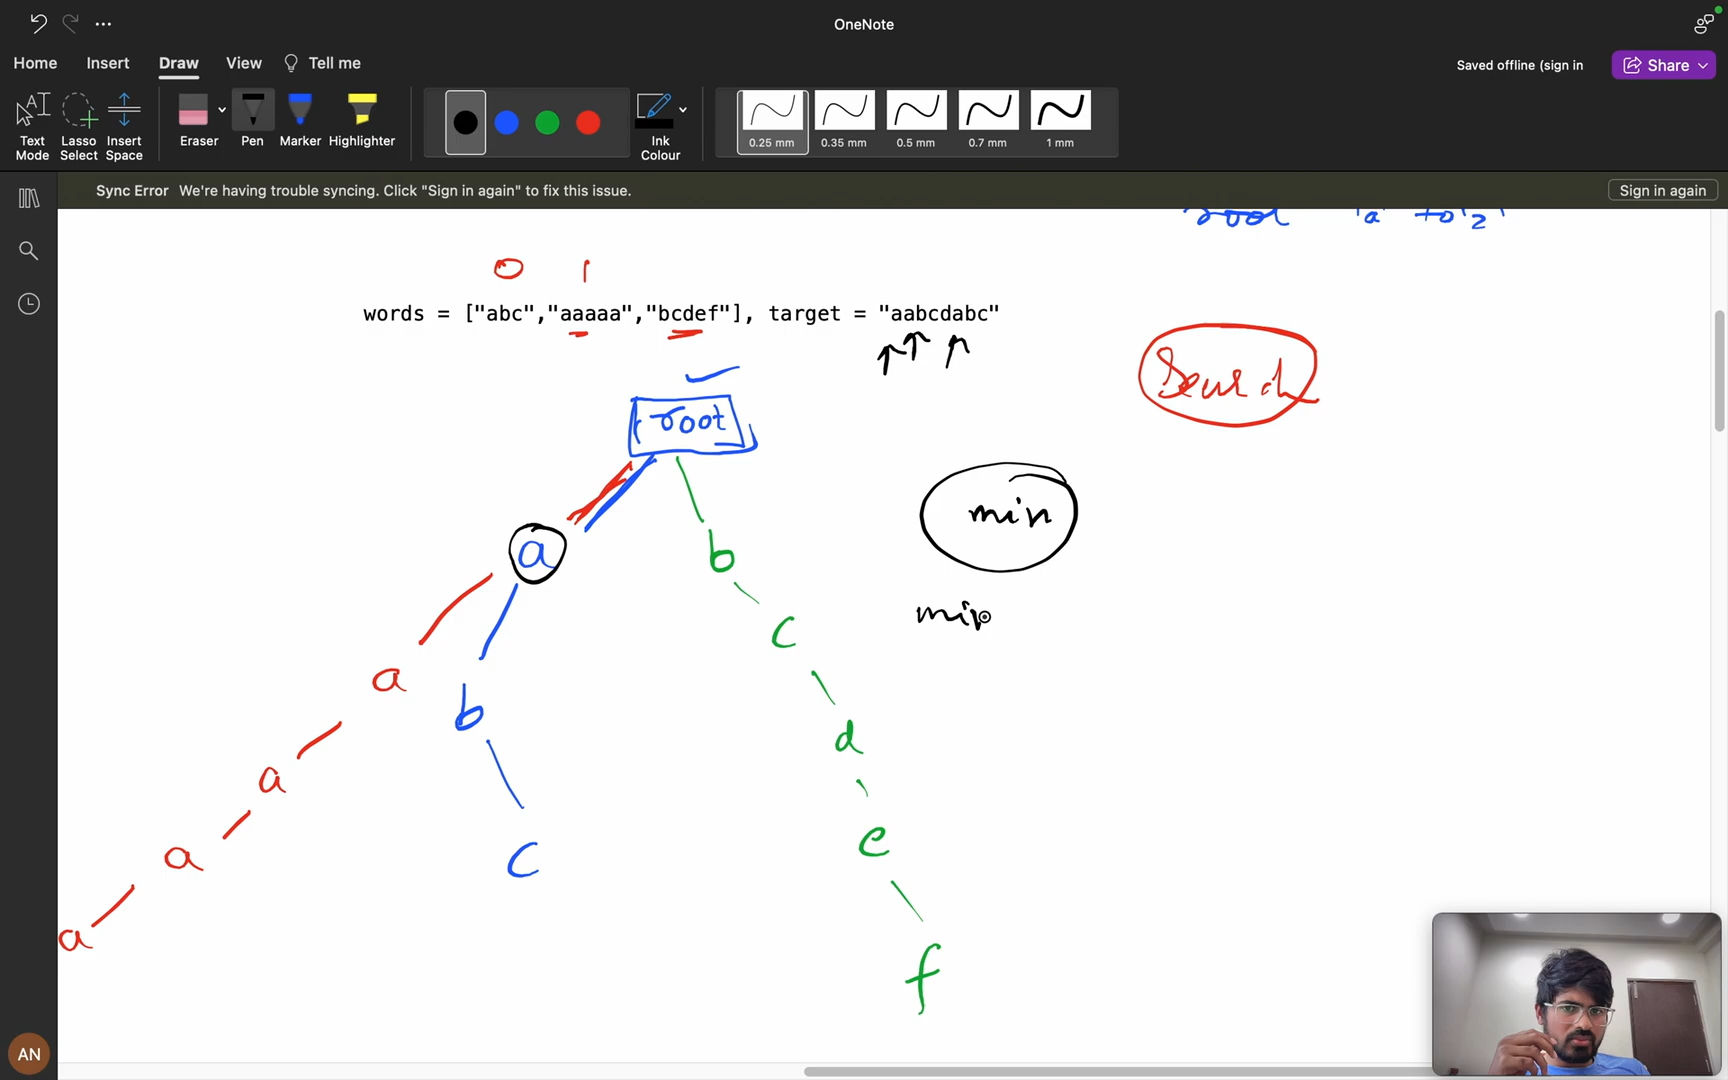 OneNote
Home Insert Draw View Tell me
Saved offline (sign in
Share
Text Mode
Lasso Select
Insert Space
Eraser
Pen
Marker
Highlighter
Ink Colour
0.25 mm
0.35 mm
0.5 mm
0.7 mm
1 mm
Sync Error We're having trouble syncing. Click "Sign in again" to fix this issue.
Sign in again
root 'a' to 'z'
0 1
words = ["abc","aaaaa","bcdef"], target = "aabcdabc"
Search
root
min
a
b
min
c
a
b
d
a
e
a
c
a
f
AN